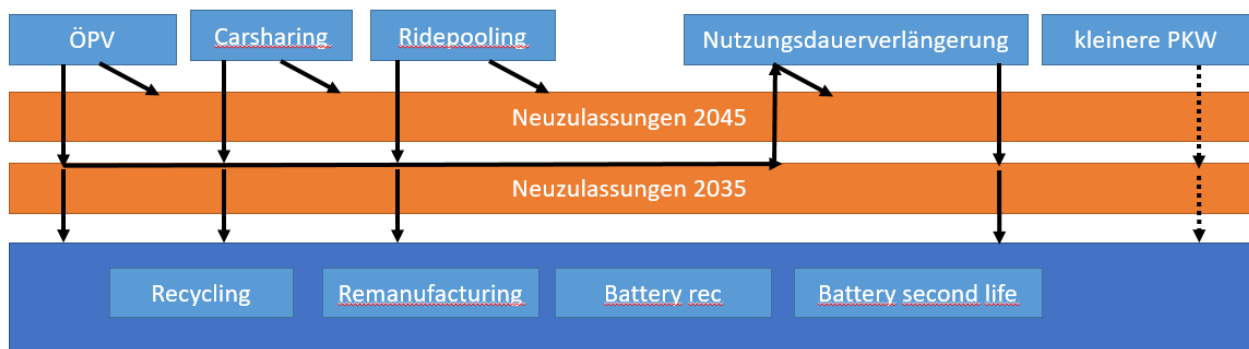 ÖPV
Carsharing
Ridepooling
Nutzungsdauerverlängerung
kleinere PKW
Neuzulassungen 2045
Neuzulassungen 2035
Recycling
Remanufacturing
Battery rec
Battery second life